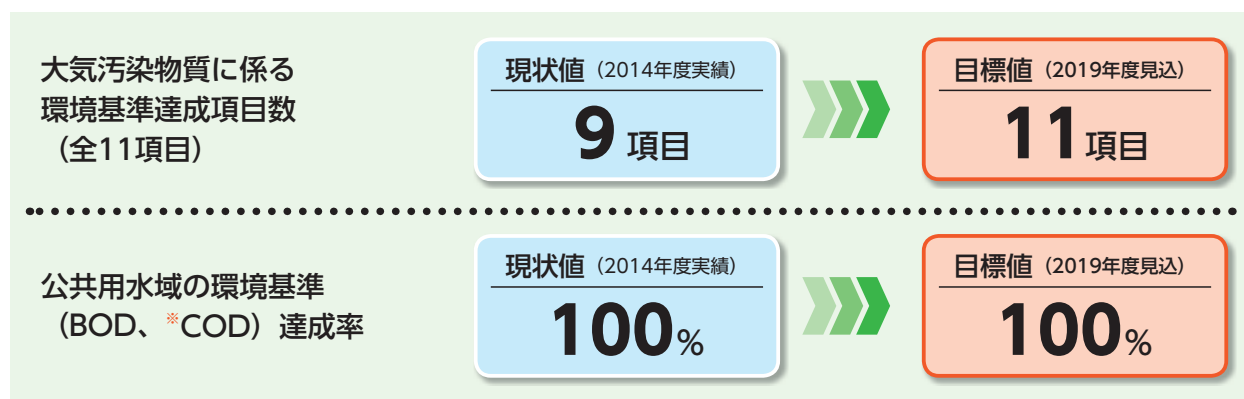 大気汚染物質に係る
環境基準達成項目数
（全11項目）
現状値（2014年度実績）
9 項目
目標値（2019年度見込）
11 項目
公共用水域の環境基準
（BOD、※COD）達成率
現状値（2014年度実績）
100%
目標値（2019年度見込）
100%